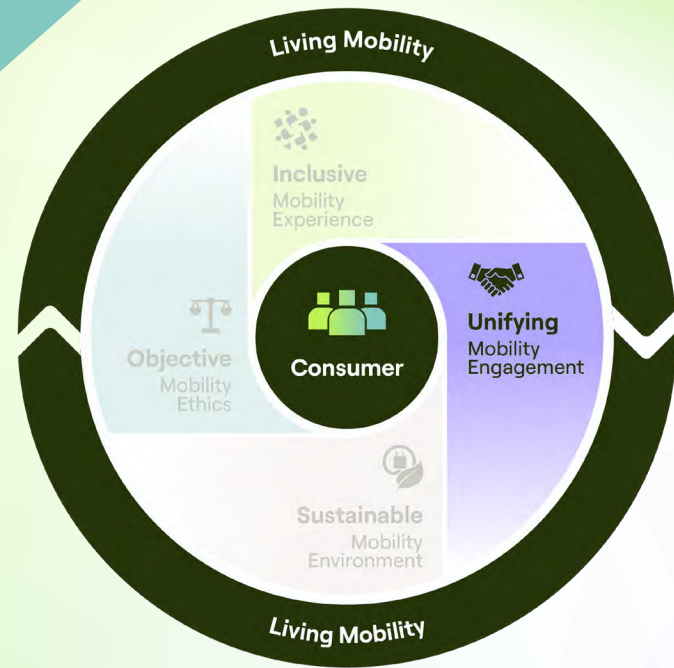 Living Mobility
Inclusive
Mobility
Experience
Unifying
Mobility
Engagement
Objective
Mobility
Ethics
Consumer
Sustainable
Mobility
Environment
Living Mobility